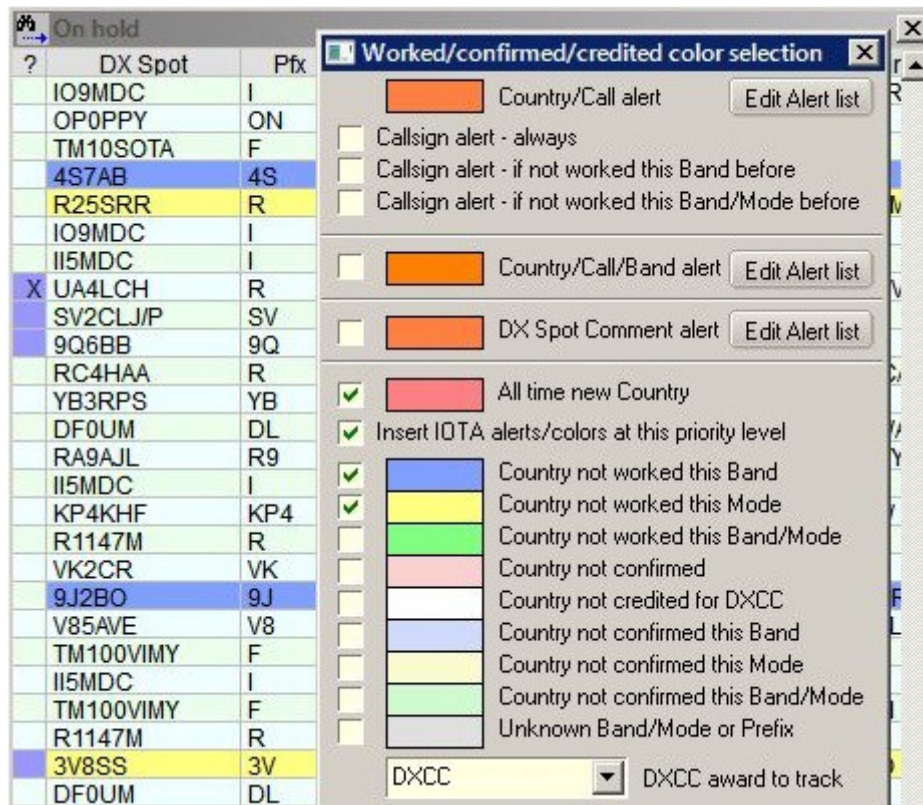 On hold
? DX Spot Pfx
IO9MDC I
OP0PPY ON
TM10SOTA F
4S7AB 4S
R25SRR R
IO9MDC I
II5MDC I
X UA4LCH R
SV2CLJ/P SV
9Q6BB 9Q
RC4HAA R
YB3RPS YB
DF0UM DL
RA9AJL R9
II5MDC I
KP4KHF KP4
R1147M R
VK2CR VK
9J2BO 9J
V85AVE V8
TM100VIMY F
II5MDC I
TM100VIMY F
R1147M R
3V8SS 3V
DF0UM DL
Worked/confirmed/credited color selection
Country/Call alert Edit Alert list
Callsign alert - always
Callsign alert - if not worked this Band before
Callsign alert - if not worked this Band/Mode before
Country/Call/Band alert Edit Alert list
DX Spot Comment alert Edit Alert list
All time new Country
Insert IOTA alerts/colors at this priority level
Country not worked this Band
Country not worked this Mode
Country not worked this Band/Mode
Country not confirmed
Country not credited for DXCC
Country not confirmed this Band
Country not confirmed this Mode
Country not confirmed this Band/Mode
Unknown Band/Mode or Prefix
DXCC DXCC award to track